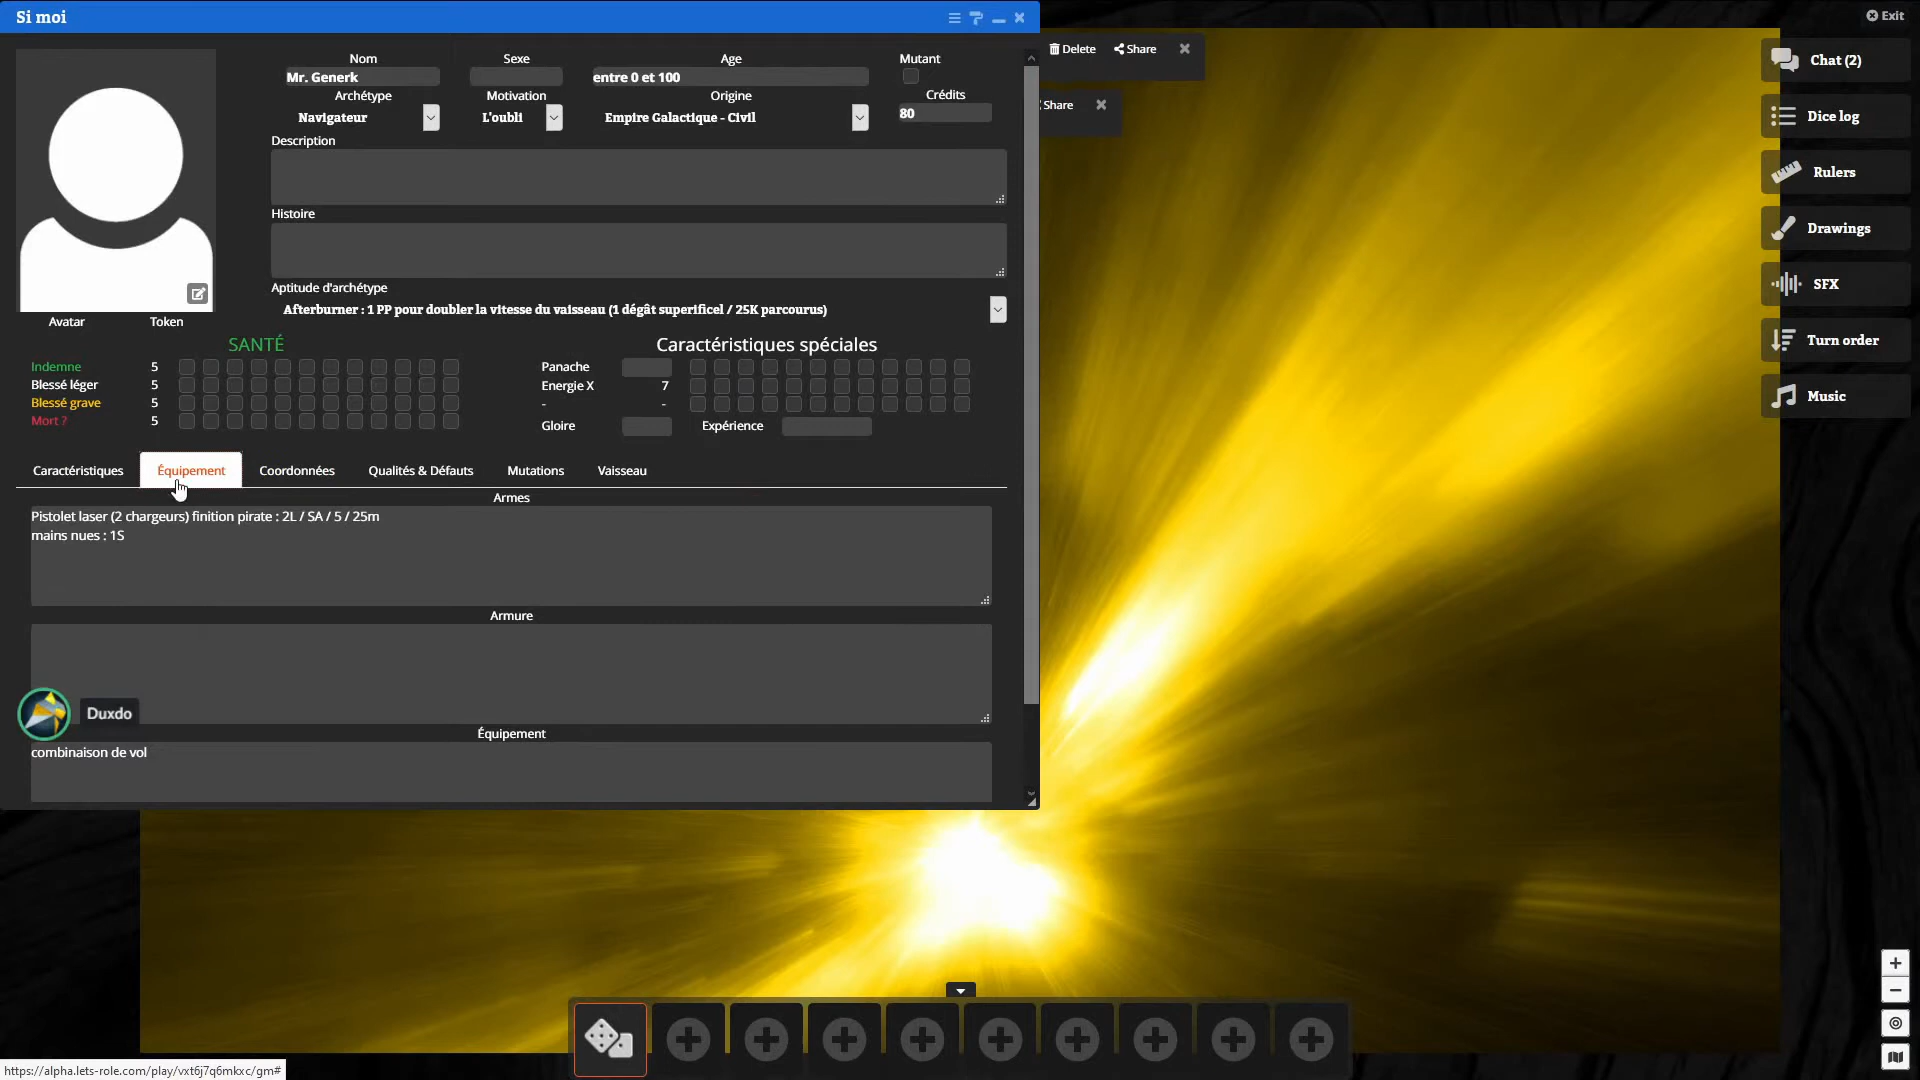 Si moi
Exit
Delete
Share
Share
Chat (2)
Dice log
Rulers
Drawings
SFX
Turn order
Music
Nom
Sexe
Age
Mutant
Mr. Generk
entre 0 et 100
Archétype
Motivation
Origine
Crédits
Navigateur
L'oubli
Empire Galactique - Civil
80
Description
Histoire
Aptitude d'archétype
Afterburner : 1 PP pour doubler la vitesse du vaisseau (1 dégât superificel / 25K parcourus)
Avatar
Token
SANTÉ
Caractéristiques spéciales
Indemne 5
Blessé léger 5
Blessé grave 5
Mort ? 5
Panache
Energie X 7
- -
Gloire
Expérience
Caractéristiques
Équipement
Coordonnées
Qualités & Défauts
Mutations
Vaisseau
Armes
Pistolet laser (2 chargeurs) finition pirate : 2L / SA / 5 / 25m
mains nues : 1S
Armure
Duxdo
Équipement
combinaison de vol
https://alpha.lets-role.com/play/vxt6j7q6mkxc/gm#